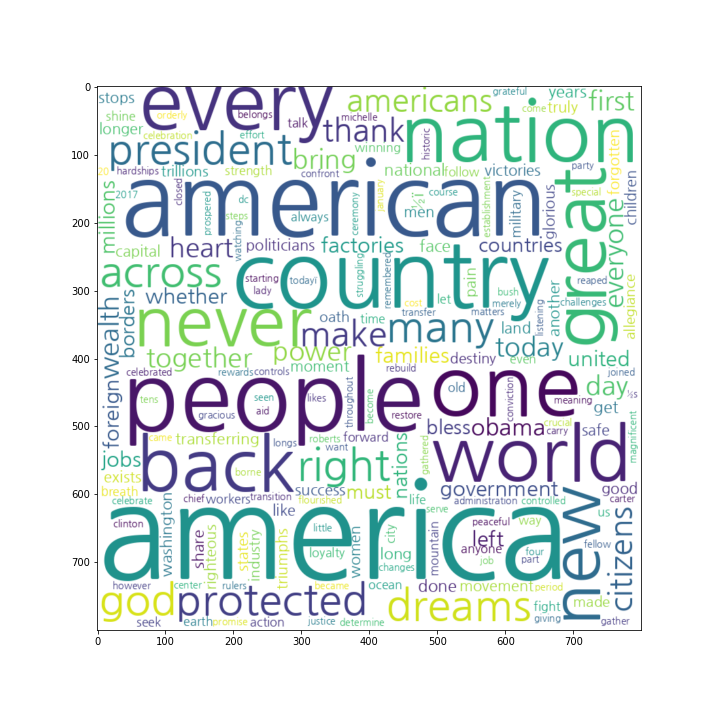 0
stops
every
americans
grateful
years
shine
orderly
belongs
talk
michelle
come
truly
first
longer
celebration
effort
thank
nation
100
president
bring
winning
historic
forgotten
20
hardships
trillions
strength
confront
national
follow
victories
party
2017
closed
american
january
course
establishment
special
children
millions
prospered
dc
steps
always
ceremony
men
½ï
military
glorious
great
everyone
200
capital
heart
watching
politicians
factories
face
countries
across
starting
lady
country
todayï
struggling
remembered
pain
bush
reaped
300
whether
borders
wealth
cost
transfer
let
merely
matters
listening
another
challenges
allegiance
never
make
oath
time
many
land
today
400
together
power
moment
families
destiny
even
united
rebuild
celebrated
rewards
controls
people
one
old
conviction
meaning
day
joined
foreign
tens
gracious
seen
aid
likes
throughout
become
restore
get
½s
500
back
bless
obama
crucial
carry
safe
magnificent
came
transferring
longs
roberts
want
forward
nations
gathered
world
jobs
exists
breath
borne
right
success
must
life
government
good
600
celebrate
chief
workers
transition
flourished
serve
administration
controlled
carter
america
clinton
washington
share
righteous
like
states
industry
triumphs
little
loyalty
women
city
long
changes
mountain
peaceful
left
anyone
job
way
four
part
new
us
fellow
citizens
700
however
center
rulers
became
ocean
done
movement
period
made
god
protected
dreams
fight
giving
gather
seek
earth
promise
action
justice
determine
0 100 200 300 400 500 600 700